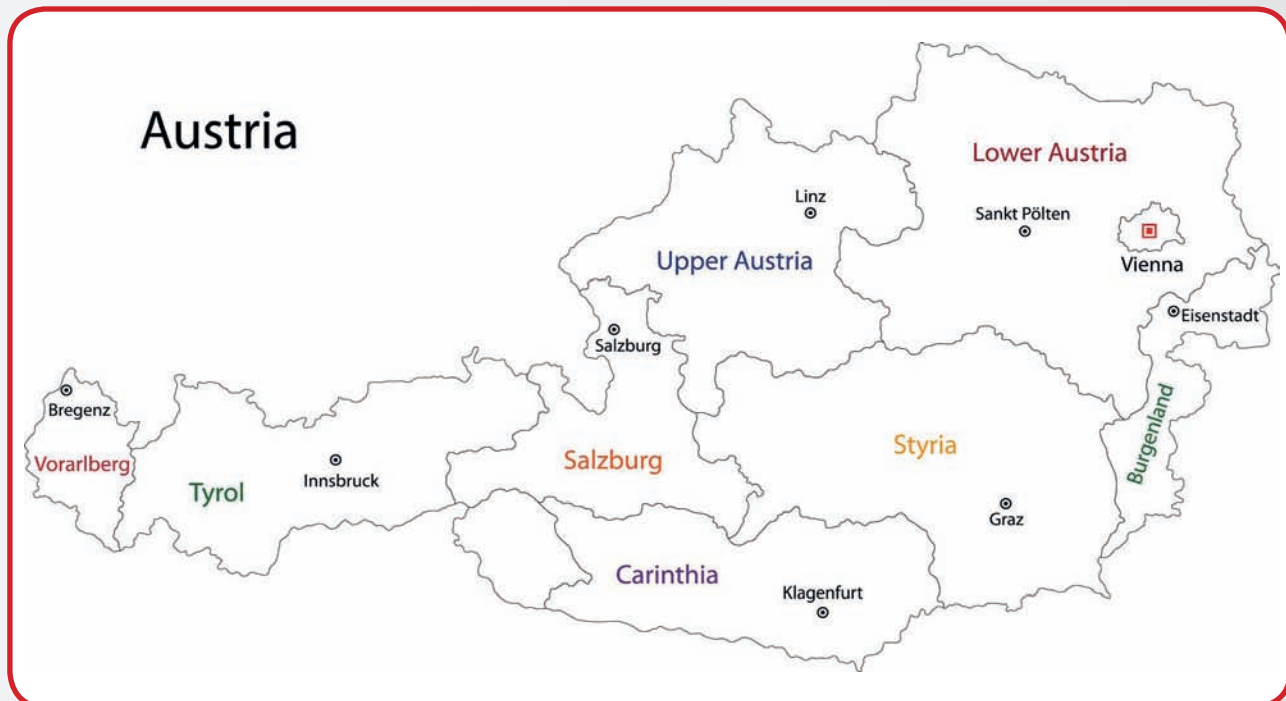 Austria
Lower Austria
Linz
Sankt Pölten
Upper Austria
Vienna
Eisenstadt
Salzburg
Bregenz
Burgenland
Styria
Vorarlberg
Salzburg
Innsbruck
Tyrol
Graz
Carinthia
Klagenfurt